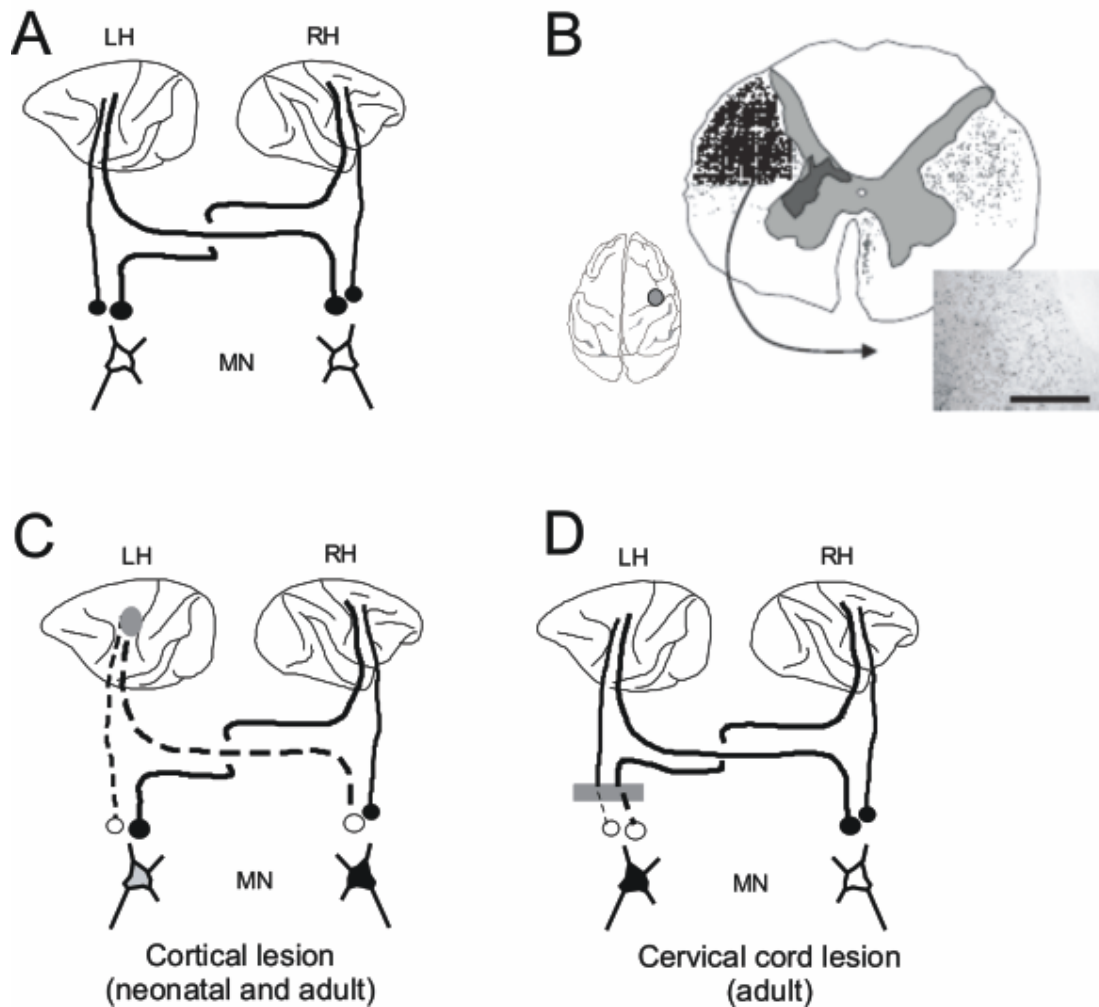 A
LH
RH
MN
B
C
LH
RH
MN
Cortical lesion
(neonatal and adult)
D
LH
RH
MN
Cervical cord lesion
(adult)